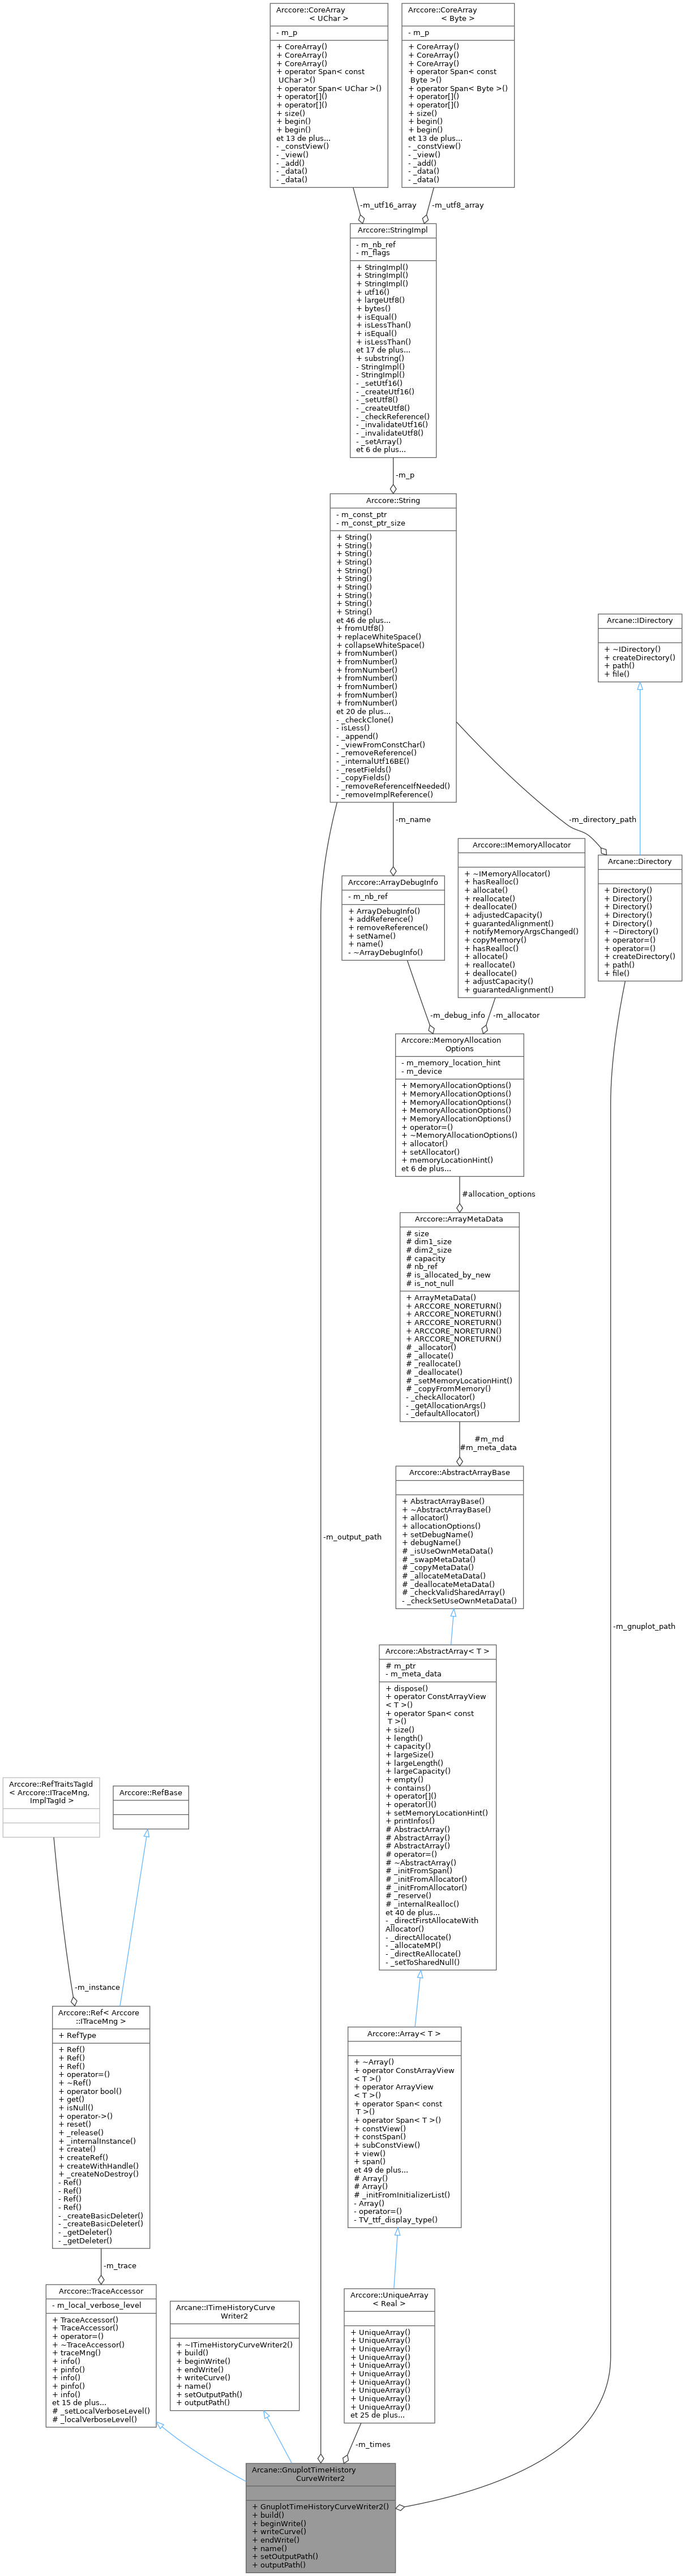 Arccore::CoreArray
< UChar >
- m_p
+ CoreArray()
+ CoreArray()
+ CoreArray()
+ operator Span< const
UChar >()
+ operator Span< UChar >()
+ operator[]()
+ operator[]()
+ size()
+ begin()
+ begin()
et 13 de plus...
- _constView()
- _view()
- _add()
- _data()
- _data()
Arccore::CoreArray
< Byte >
- m_p
+ CoreArray()
+ CoreArray()
+ CoreArray()
+ operator Span< const
Byte >()
+ operator Span< Byte >()
+ operator[]()
+ operator[]()
+ size()
+ begin()
+ begin()
et 13 de plus...
- _constView()
- _view()
- _add()
- _data()
- _data()
-m_utf16_array
-m_utf8_array
Arccore::StringImpl
- m_nb_ref
- m_flags
+ StringImpl()
+ StringImpl()
+ StringImpl()
+ utf16()
+ largeUtf8()
+ bytes()
+ isEqual()
+ isLessThan()
+ isEqual()
+ isLessThan()
et 17 de plus...
+ substring()
- StringImpl()
- StringImpl()
- _setUtf16()
- _createUtf16()
- _setUtf8()
- _createUtf8()
- _checkReference()
- _invalidateUtf16()
- _invalidateUtf8()
- _setArray()
et 6 de plus...
-m_p
Arccore::String
- m_const_ptr
- m_const_ptr_size
+ String()
+ String()
+ String()
+ String()
+ String()
+ String()
+ String()
+ String()
+ String()
+ String()
et 46 de plus...
+ fromUtf8()
+ replaceWhiteSpace()
+ collapseWhiteSpace()
+ fromNumber()
+ fromNumber()
+ fromNumber()
+ fromNumber()
+ fromNumber()
+ fromNumber()
+ fromNumber()
et 20 de plus...
- _checkClone()
- isLess()
- _append()
- _viewFromConstChar()
- _removeReference()
- _internalUtf16BE()
- _resetFields()
- _copyFields()
- _removeReferenceIfNeeded()
- _removeImplReference()
Arcane::IDirectory
+ ~IDirectory()
+ createDirectory()
+ path()
+ file()
-m_name
-m_directory_path
Arccore::ArrayDebugInfo
- m_nb_ref
+ ArrayDebugInfo()
+ addReference()
+ removeReference()
+ setName()
+ name()
- ~ArrayDebugInfo()
Arccore::IMemoryAllocator
+ ~IMemoryAllocator()
+ hasRealloc()
+ allocate()
+ reallocate()
+ deallocate()
+ adjustedCapacity()
+ guarantedAlignment()
+ notifyMemoryArgsChanged()
+ copyMemory()
+ hasRealloc()
+ allocate()
+ reallocate()
+ deallocate()
+ adjustCapacity()
+ guarantedAlignment()
Arcane::Directory
+ Directory()
+ Directory()
+ Directory()
+ Directory()
+ Directory()
+ ~Directory()
+ operator=()
+ operator=()
+ createDirectory()
+ path()
+ file()
-m_debug_info
-m_allocator
Arccore::MemoryAllocation
Options
- m_memory_location_hint
- m_device
+ MemoryAllocationOptions()
+ MemoryAllocationOptions()
+ MemoryAllocationOptions()
+ MemoryAllocationOptions()
+ MemoryAllocationOptions()
+ operator=()
+ ~MemoryAllocationOptions()
+ allocator()
+ setAllocator()
+ memoryLocationHint()
et 6 de plus...
#allocation_options
Arccore::ArrayMetaData
# size
# dim1_size
# dim2_size
# capacity
# nb_ref
# is_allocated_by_new
# is_not_null
+ ArrayMetaData()
+ ARCCORE_NORETURN()
+ ARCCORE_NORETURN()
+ ARCCORE_NORETURN()
+ ARCCORE_NORETURN()
+ ARCCORE_NORETURN()
# _allocator()
# _allocate()
# _reallocate()
# _deallocate()
# _setMemoryLocationHint()
# _copyFromMemory()
- _checkAllocator()
- _getAllocationArgs()
- _defaultAllocator()
#m_md
#m_meta_data
Arccore::AbstractArrayBase
+ AbstractArrayBase()
+ ~AbstractArrayBase()
+ allocator()
+ allocationOptions()
+ setDebugName()
+ debugName()
# _isUseOwnMetaData()
# _swapMetaData()
# _copyMetaData()
# _allocateMetaData()
# _deallocateMetaData()
# _checkValidSharedArray()
- _checkSetUseOwnMetaData()
-m_output_path
-m_gnuplot_path
Arccore::AbstractArray< T >
# m_ptr
- m_meta_data
+ dispose()
+ operator ConstArrayView
< T >()
+ operator Span< const
T >()
+ size()
+ length()
+ capacity()
+ largeSize()
+ largeLength()
+ largeCapacity()
+ empty()
+ contains()
+ operator[]()
+ operator()()
+ setMemoryLocationHint()
+ printInfos()
# AbstractArray()
# AbstractArray()
# AbstractArray()
# operator=()
# ~AbstractArray()
# _initFromSpan()
# _initFromAllocator()
# _initFromAllocator()
# _reserve()
# _internalRealloc()
et 40 de plus...
- _directFirstAllocateWith
Allocator()
- _directAllocate()
- _allocateMP()
- _directReAllocate()
- _setToSharedNull()
Arccore::RefTraitsTagId
< Arccore::ITraceMng,
ImplTagId >
Arccore::RefBase
-m_instance
Arccore::Ref< Arccore
::ITraceMng >
+ RefType
+ Ref()
+ Ref()
+ Ref()
+ operator=()
+ ~Ref()
+ operator bool()
+ get()
+ isNull()
+ operator->()
+ reset()
+ _release()
+ _internalInstance()
+ create()
+ createRef()
+ createWithHandle()
+ _createNoDestroy()
- Ref()
- Ref()
- Ref()
- Ref()
- _createBasicDeleter()
- _createBasicDeleter()
- _getDeleter()
- _getDeleter()
Arccore::Array< T >
+ ~Array()
+ operator ConstArrayView
< T >()
+ operator ArrayView
< T >()
+ operator Span< const
T >()
+ operator Span< T >()
+ constView()
+ constSpan()
+ subConstView()
+ view()
+ span()
et 49 de plus...
# Array()
# Array()
# _initFromInitializerList()
- Array()
- operator=()
- TV_ttf_display_type()
-m_trace
Arccore::TraceAccessor
- m_local_verbose_level
+ TraceAccessor()
+ TraceAccessor()
+ operator=()
+ ~TraceAccessor()
+ traceMng()
+ info()
+ pinfo()
+ info()
+ pinfo()
+ info()
et 15 de plus...
# _setLocalVerboseLevel()
# _localVerboseLevel()
Arcane::ITimeHistoryCurve
Writer2
+ ~ITimeHistoryCurveWriter2()
+ build()
+ beginWrite()
+ endWrite()
+ writeCurve()
+ name()
+ setOutputPath()
+ outputPath()
Arccore::UniqueArray
< Real >
+ UniqueArray()
+ UniqueArray()
+ UniqueArray()
+ UniqueArray()
+ UniqueArray()
+ UniqueArray()
+ UniqueArray()
+ UniqueArray()
+ UniqueArray()
+ UniqueArray()
et 25 de plus...
-m_times
Arcane::GnuplotTimeHistory
CurveWriter2
+ GnuplotTimeHistoryCurveWriter2()
+ build()
+ beginWrite()
+ writeCurve()
+ endWrite()
+ name()
+ setOutputPath()
+ outputPath()